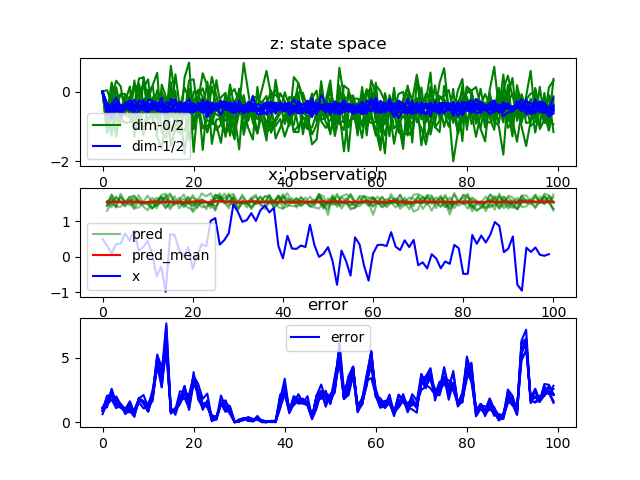 z: state space
0
−2
dim-0/2
dim-1/2
0 20 40 60 80 100
x: observation
1
0
−1
pred
pred_mean
x
0 20 40 60 80 100
error
5
0
error
0 20 40 60 80 100